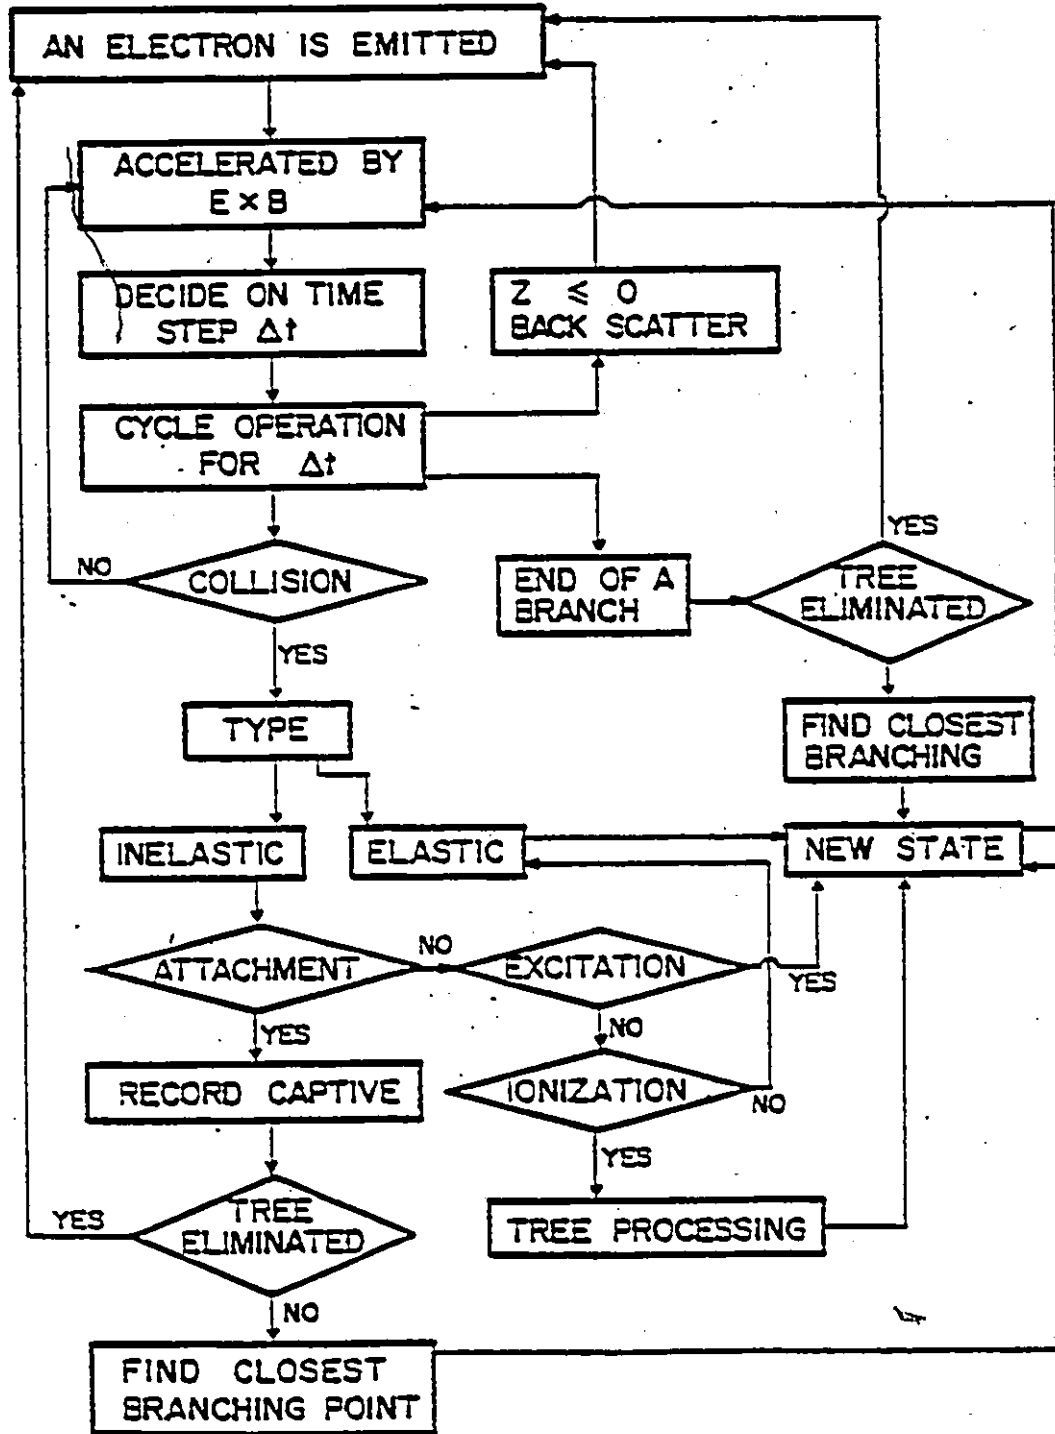 AN ELECTRON IS EMITTED
ACCELERATED BY
E × B
DECIDE ON TIME
STEP Δt
Z ≤ 0
BACK SCATTER
CYCLE OPERATION
FOR Δt
YES
NO
COLLISION
END OF A
BRANCH
TREE
ELIMINATED
YES
TYPE
FIND CLOSEST
BRANCHING
INELASTIC
ELASTIC
NEW STATE
ATTACHMENT
NO
EXCITATION
YES
YES
NO
RECORD CAPTIVE
IONIZATION
NO
YES
YES
TREE
ELIMINATED
TREE PROCESSING
NO
FIND CLOSEST
BRANCHING POINT